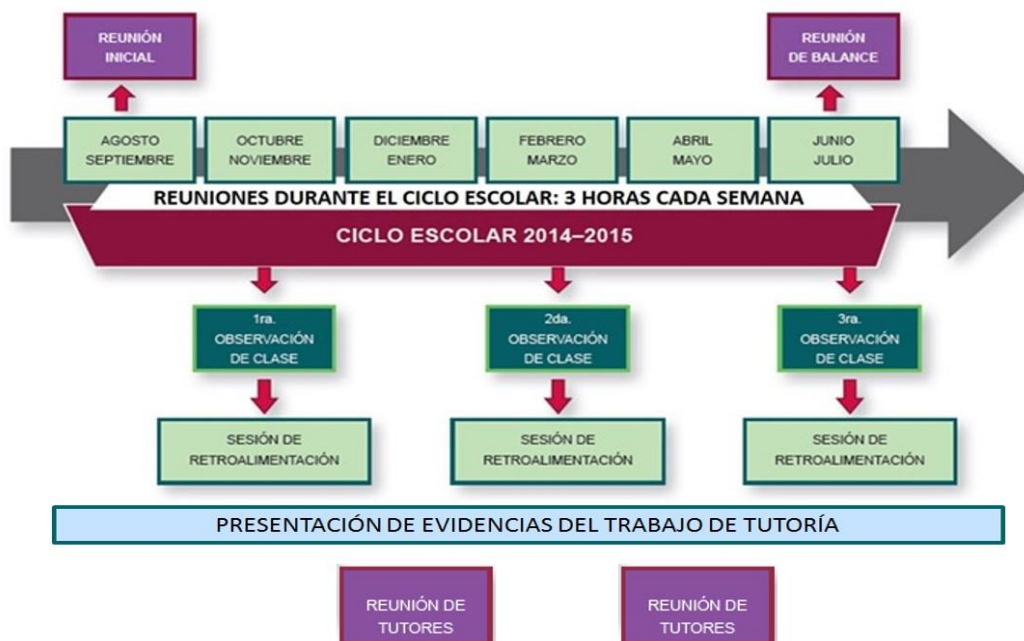 REUNIÓN
INICIAL
REUNIÓN
DE BALANCE
AGOSTO
SEPTIEMBRE
OCTUBRE
NOVIEMBRE
DICIEMBRE
ENERO
FEBRERO
MARZO
ABRIL
MAYO
JUNIO
JULIO
REUNIONES DURANTE EL CICLO ESCOLAR: 3 HORAS CADA SEMANA
CICLO ESCOLAR 2014–2015
1ra.
OBSERVACIÓN
DE CLASE
2da.
OBSERVACIÓN
DE CLASE
3ra.
OBSERVACIÓN
DE CLASE
SESIÓN DE
RETROALIMENTACIÓN
SESIÓN DE
RETROALIMENTACIÓN
SESIÓN DE
RETROALIMENTACIÓN
PRESENTACIÓN DE EVIDENCIAS DEL TRABAJO DE TUTORÍA
REUNIÓN DE
TUTORES
REUNIÓN DE
TUTORES